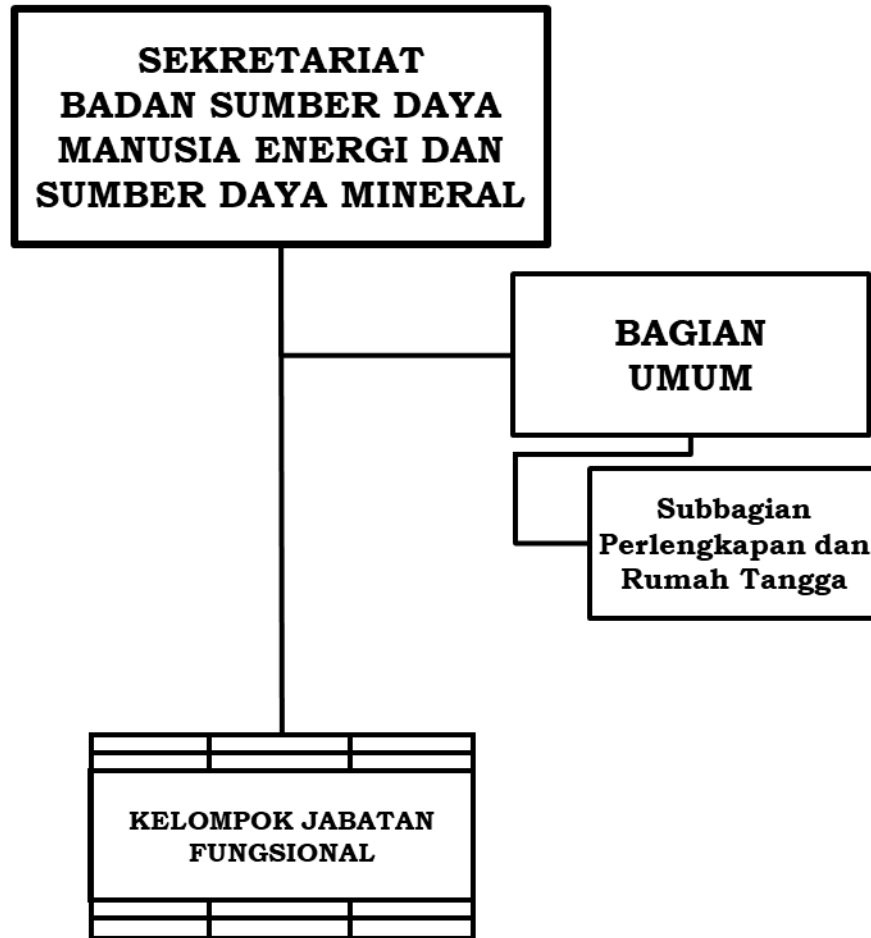 SEKRETARIAT
BADAN SUMBER DAYA
MANUSIA ENERGI DAN
SUMBER DAYA MINERAL
BAGIAN
UMUM
Subbagian
Perlengkapan dan
Rumah Tangga
KELOMPOK JABATAN
FUNGSIONAL